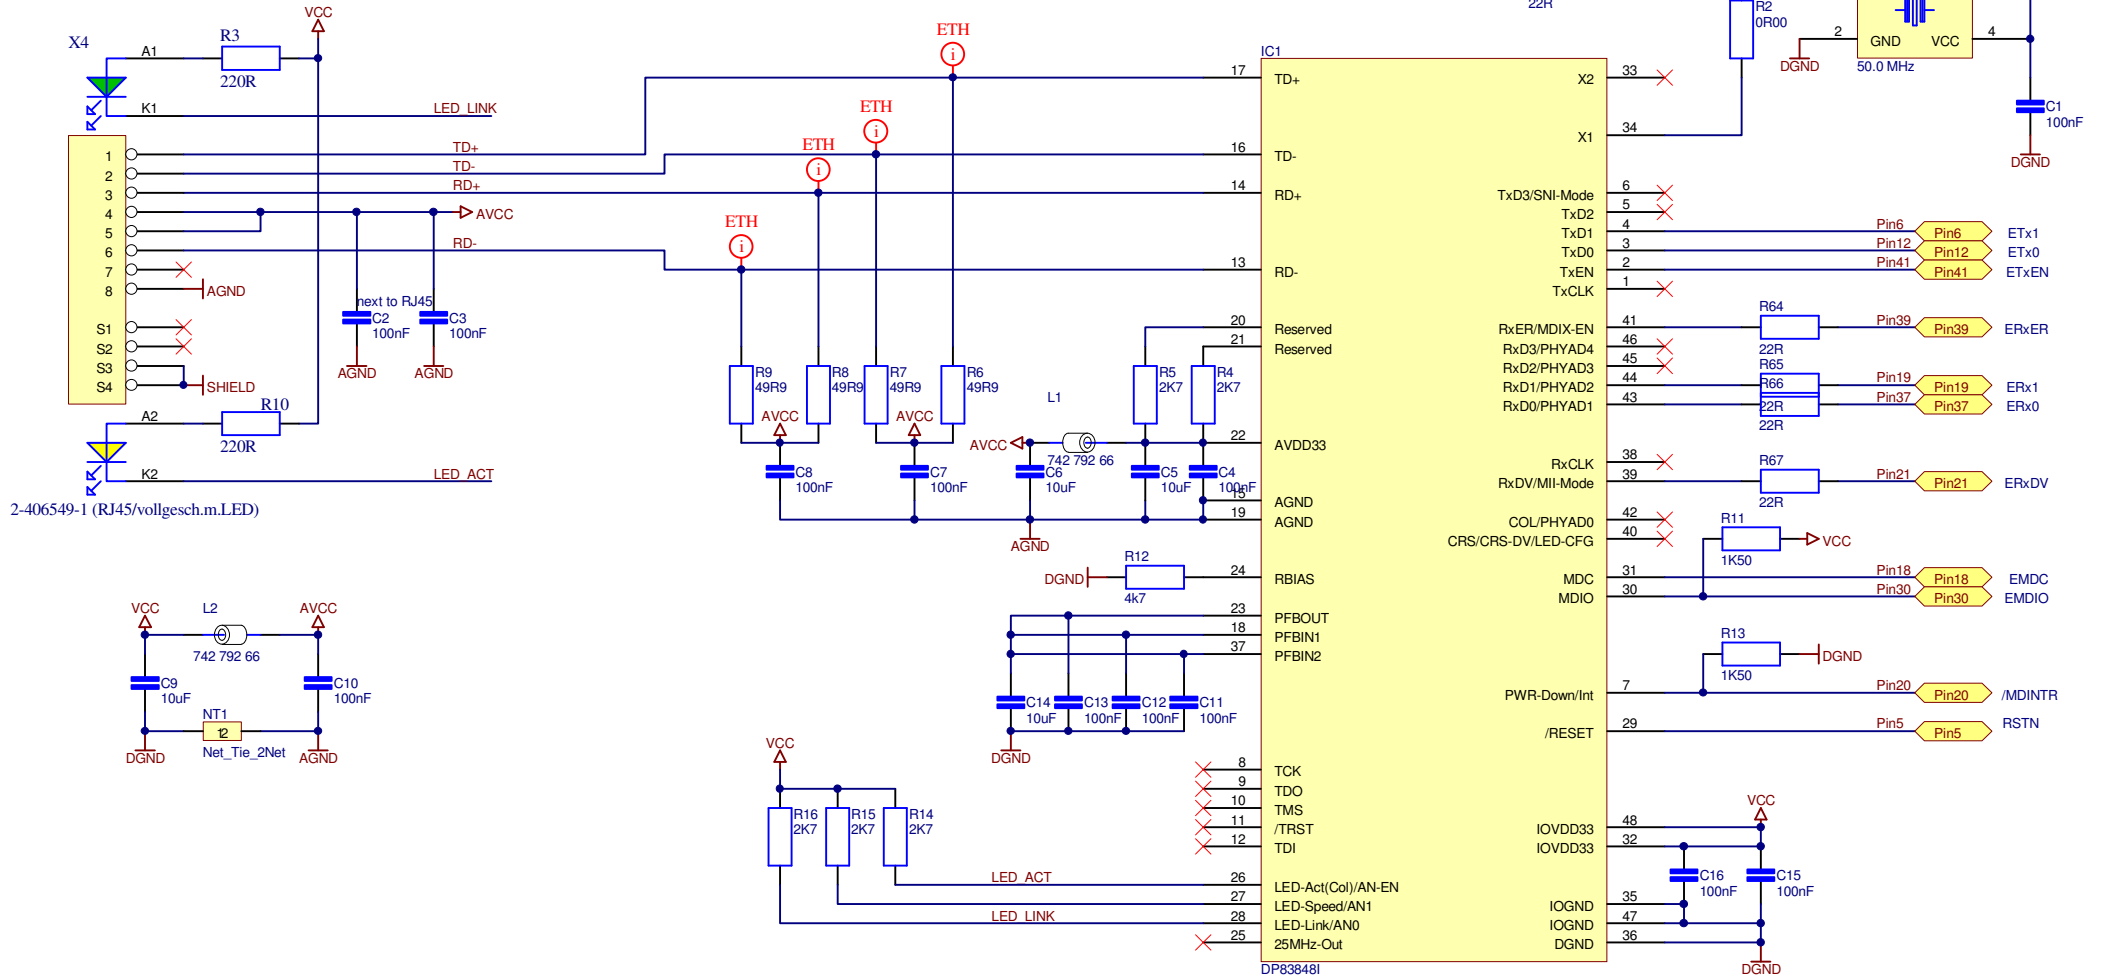 VCC
X4
A1
R3
220R
K1
LED_LINK
1
2
3
4
5
6
7
8
S1
S2
S3
S4
TD+
TD-
RD+
AVCC
RD-
AGND
SHIELD
next to RJ45
C2
100nF
C3
100nF
AGND
AGND
A2
R10
220R
K2
LED_ACT
2-406549-1 (RJ45/vollgesch.m.LED)
ETH
i
ETH
i
ETH
i
ETH
i
R9
49R9
R8
49R9
R7
49R9
R6
49R9
AVCC
AVCC
C8
100nF
C7
100nF
L1
AVCC
742 792 66
C6
10uF
R5
2K7
R4
2K7
C5
10uF
C4
100nF
AGND
VCC
L2
AVCC
742 792 66
C9
10uF
C10
100nF
NT1
12
Net_Tie_2Net
DGND
AGND
R12
4k7
DGND
C14
10uF
C13
100nF
C12
100nF
C11
100nF
DGND
VCC
R16
2K7
R15
2K7
R14
2K7
LED_ACT
LED_LINK
IC1
17
TD+
16
TD-
14
RD+
13
RD-
20
Reserved
21
Reserved
22
AVDD33
15
AGND
19
AGND
24
RBIAS
23
PFBOUT
18
PFBIN1
37
PFBIN2
8
TCK
9
TDO
10
TMS
11
/TRST
12
TDI
26
LED-Act(Col)/AN-EN
27
LED-Speed/AN1
28
LED-Link/AN0
25
25MHz-Out
DP83848I
X2
33
X1
34
TxD3/SNI-Mode
6
TxD2
5
TxD1
4
TxD0
3
TxEN
2
TxCLK
1
RxER/MDIX-EN
41
RxD3/PHYAD4
46
RxD2/PHYAD3
45
RxD1/PHYAD2
44
RxD0/PHYAD1
43
RxCLK
38
RxDV/MII-Mode
39
COL/PHYAD0
42
CRS/CRS-DV/LED-CFG
40
MDC
31
MDIO
30
PWR-Down/Int
7
/RESET
29
IOVDD33
48
IOVDD33
32
IOGND
35
IOGND
47
DGND
36
22R
R2
0R00
2
GND
VCC
4
DGND
50.0 MHz
C1
100nF
DGND
Pin6
Pin6
ETx1
Pin12
Pin12
ETx0
Pin41
Pin41
ETxEN
R64
22R
Pin39
Pin39
ERxER
R65
22R
Pin19
Pin19
ERx1
R66
22R
Pin37
Pin37
ERx0
R67
22R
Pin21
Pin21
ERxDV
R11
1K50
VCC
Pin18
Pin18
EMDC
Pin30
Pin30
EMDIO
R13
1K50
DGND
Pin20
Pin20
/MDINTR
Pin5
Pin5
RSTN
VCC
C16
100nF
C15
100nF
DGND